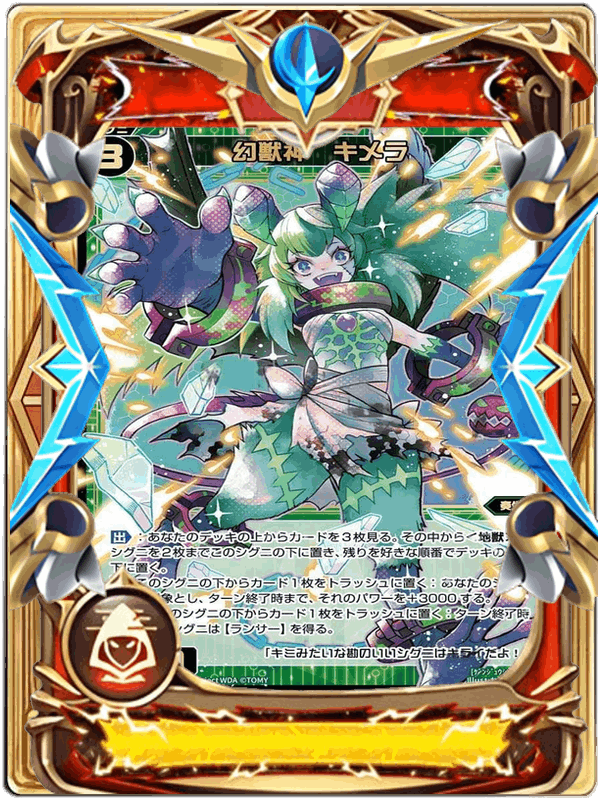 3
幻獣神 キメラ
出:あなたのデッキの上からカードを3枚見る。その中から<地獣
シグニを2枚までこのシグニの下に置き、残りを好きな順番でデッキの
下に置く。
このシグニの下からカード1枚をトラッシュに置く:あなたのシ
象とし、ターン終了時まで、それのパワーを+3000する。
のシグニの下からカード1枚をトラッシュに置く:ターン終了時
シグニは【ランサー】を得る。
「キミみたいな勘のいいシグニはキライだよ!
ject WDA ©TOMY
Illust